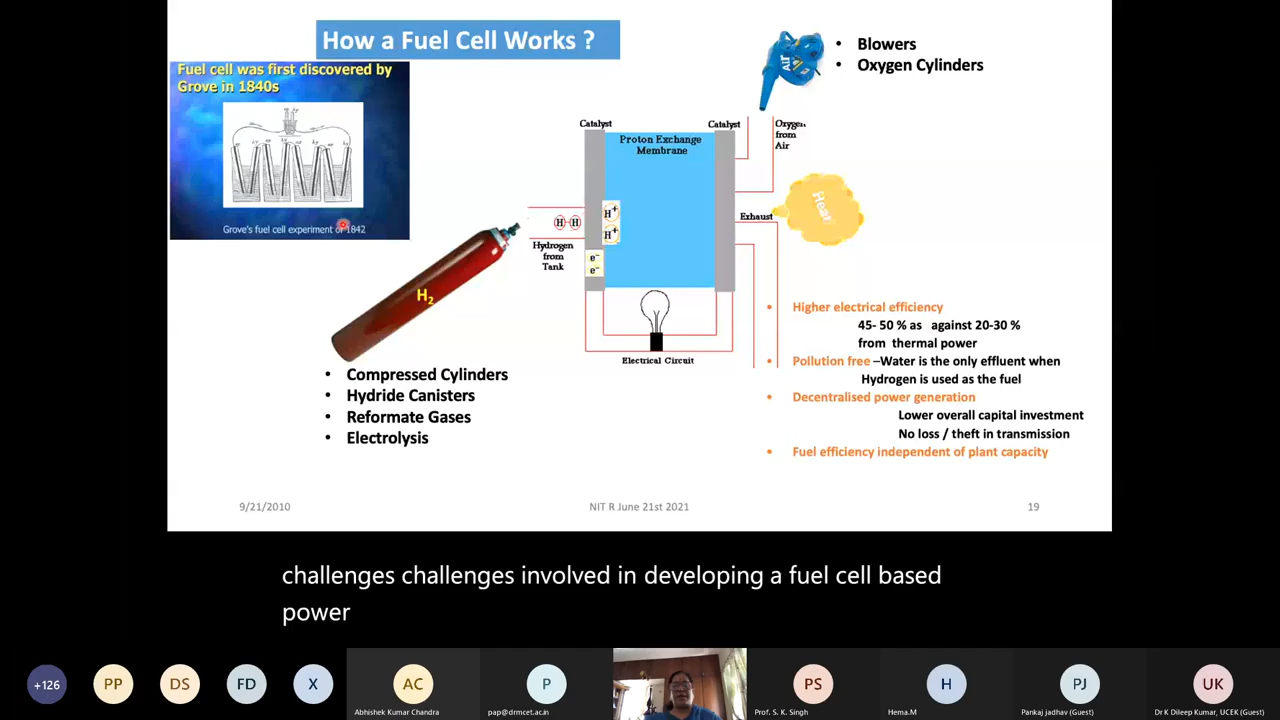 How a Fuel Cell Works ?
Fuel cell was first discovered by
Grove in 1840s
Grove's fuel cell experiment of 1842
Blowers
Oxygen Cylinders
AIR
Catalyst
Catalyst
Proton Exchange
Membrane
Oxygen
from
Air
H H
H+
H+
Exhaust
Heat
Hydrogen
from
Tank
e-
e-
H2
Electrical Circuit
Compressed Cylinders
Hydride Canisters
Reformate Gases
Electrolysis
Higher electrical efficiency
45- 50 % as against 20-30 %
from thermal power
Pollution free –Water is the only effluent when
Hydrogen is used as the fuel
Decentralised power generation
Lower overall capital investment
No loss / theft in transmission
Fuel efficiency independent of plant capacity
9/21/2010
NIT R June 21st 2021
19
challenges challenges involved in developing a fuel cell based
power
+126
PP
DS
FD
X
AC
Abhishek Kumar Chandra
P
pap@drmcet.ac.in
PS
Prof. S. K. Singh
H
Hema.M
PJ
Pankaj jadhav (Guest)
UK
Dr K Dileep Kumar, UCEK (Guest)